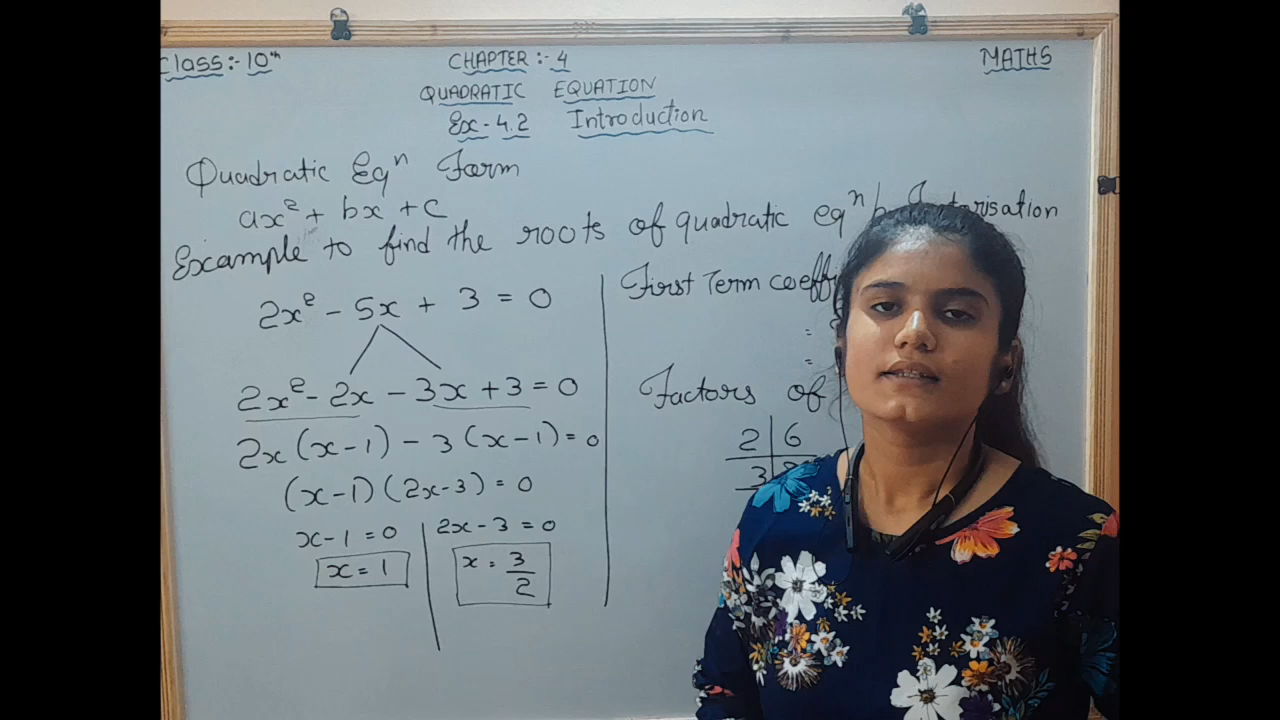 Class:- 10th
CHAPTER :- 4
MATHS
QUADRATIC EQUATION
Ex- 4.2 Introduction
Quadratic Eqⁿ Form
ax² + bx + c
Example to find the roots of quadratic eqⁿ
2x² - 5x + 3 = 0
2x² - 2x - 3x + 3 = 0
2x (x-1) - 3 (x-1) = 0
(x-1) (2x-3) = 0
x-1 = 0
x = 1
2x - 3 = 0
x = 3/2
First Term
=
=
Factors of
2 | 6
3